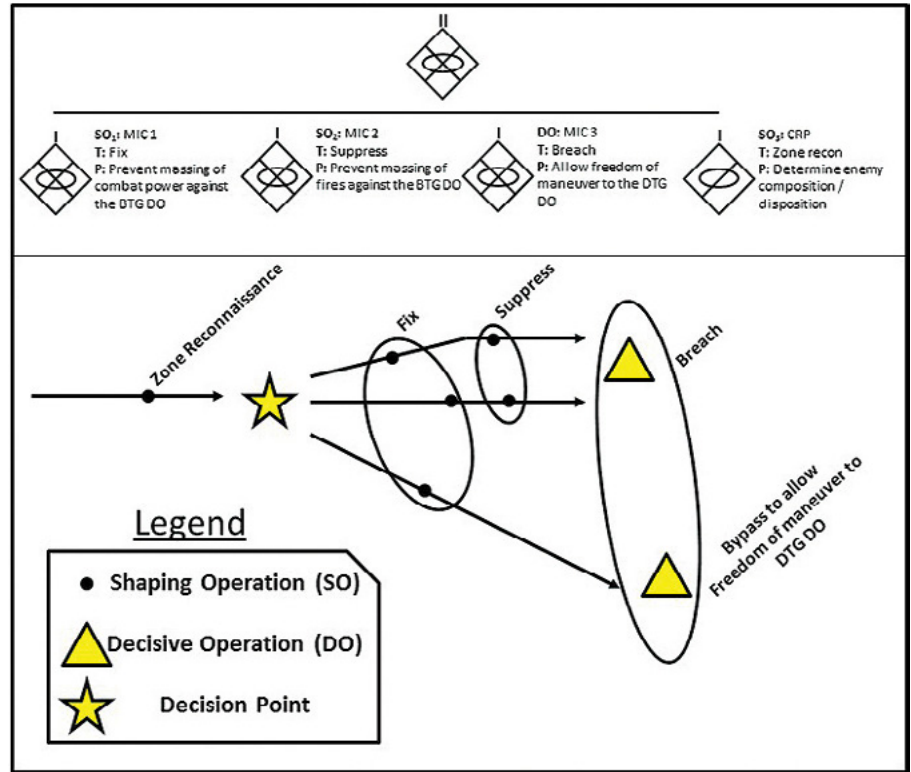 II
I
SO₁: MIC 1
T: Fix
P: Prevent massing of
combat power against
the BTG DO
I
SO₂: MIC 2
T: Suppress
P: Prevent massing of
fires against the BTG DO
I
DO: MIC 3
T: Breach
P: Allow freedom of
maneuver to the DTG
DO
I
SO₃: CRP
T: Zone recon
P: Determine enemy
composition /
disposition
Zone Reconnaissance
Fix
Suppress
Breach
Bypass to allow
Freedom of maneuver to
DTG DO
Legend
Shaping Operation (SO)
Decisive Operation (DO)
Decision Point